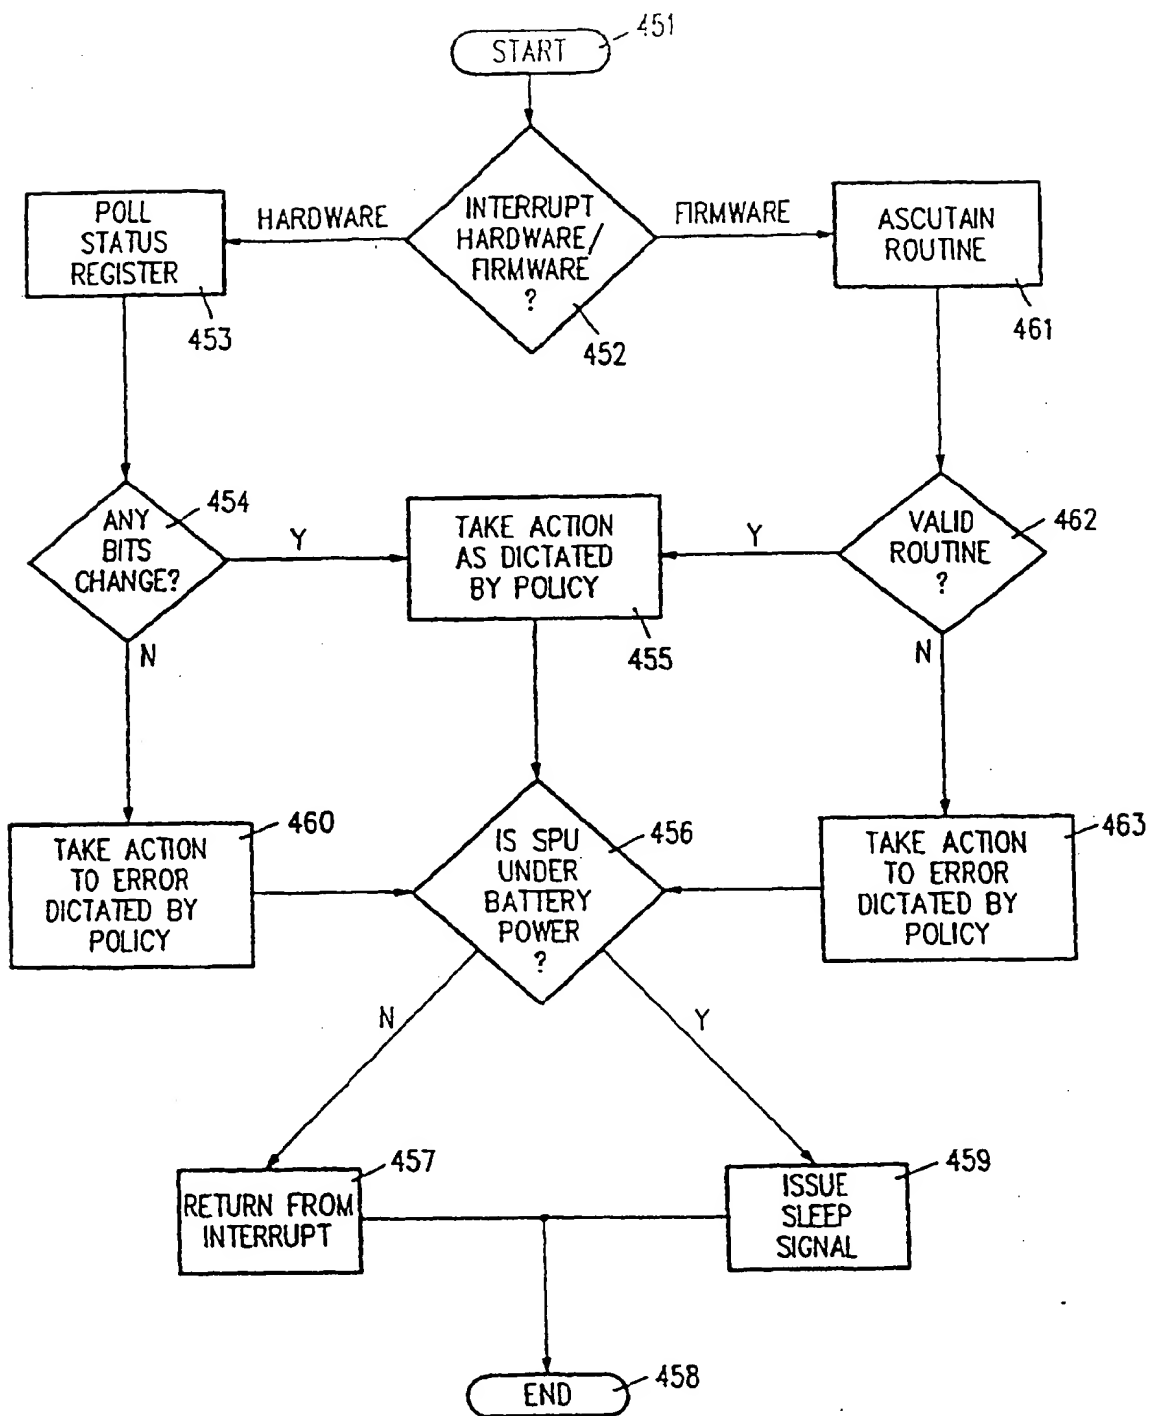 START
451
INTERRUPT
HARDWARE/
FIRMWARE
?
452
HARDWARE
FIRMWARE
POLL
STATUS
REGISTER
453
ASCUTAIN
ROUTINE
461
ANY
BITS
CHANGE?
454
Y
N
TAKE ACTION
AS DICTATED
BY POLICY
455
VALID
ROUTINE
?
462
Y
N
TAKE ACTION
TO ERROR
DICTATED BY
POLICY
460
IS SPU
UNDER
BATTERY
POWER
?
456
TAKE ACTION
TO ERROR
DICTATED BY
POLICY
463
N
Y
RETURN FROM
INTERRUPT
457
ISSUE
SLEEP
SIGNAL
459
END
458